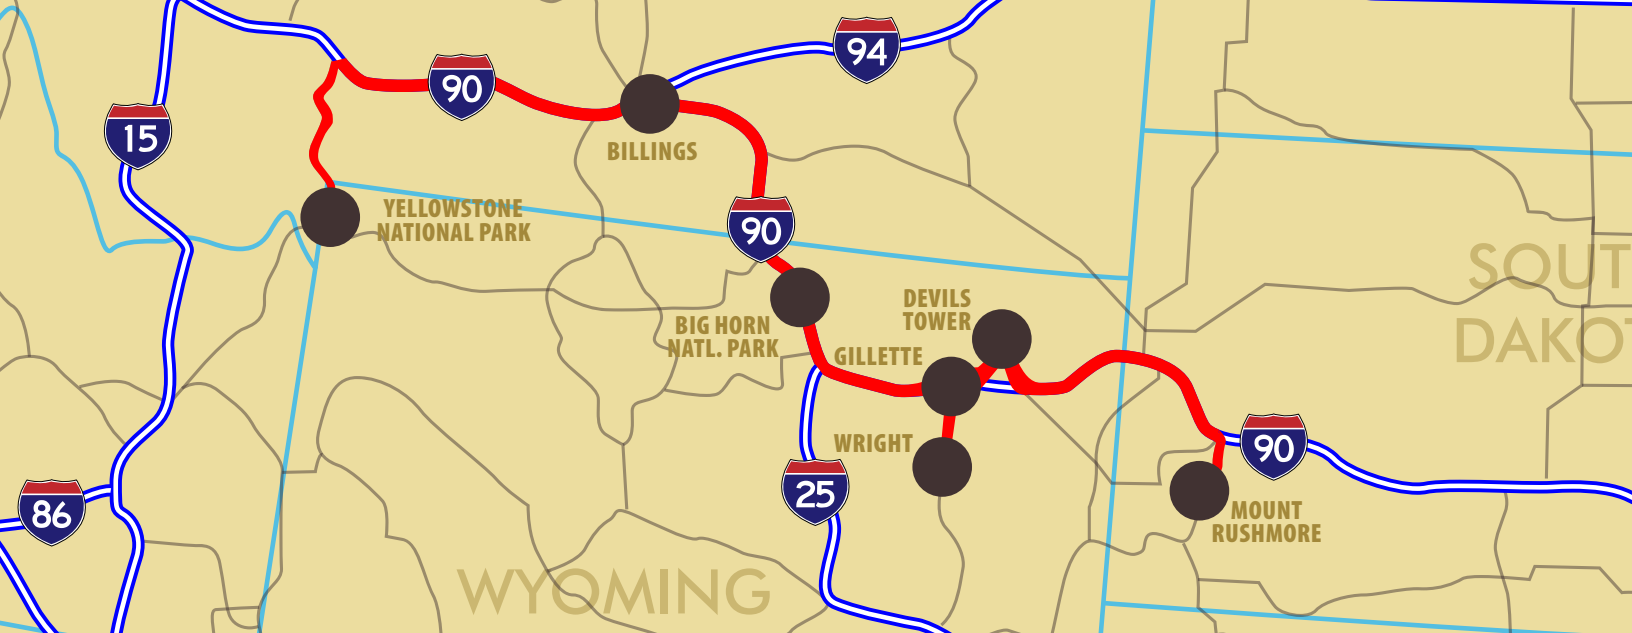 94
90
15
BILLINGS
YELLOWSTONE
NATIONAL PARK
90
SOUT
DEVILS
TOWER
BIG HORN
NATL. PARK
DAKOT
GILLETTE
WRIGHT
90
25
86
MOUNT
RUSHMORE
WYOMING